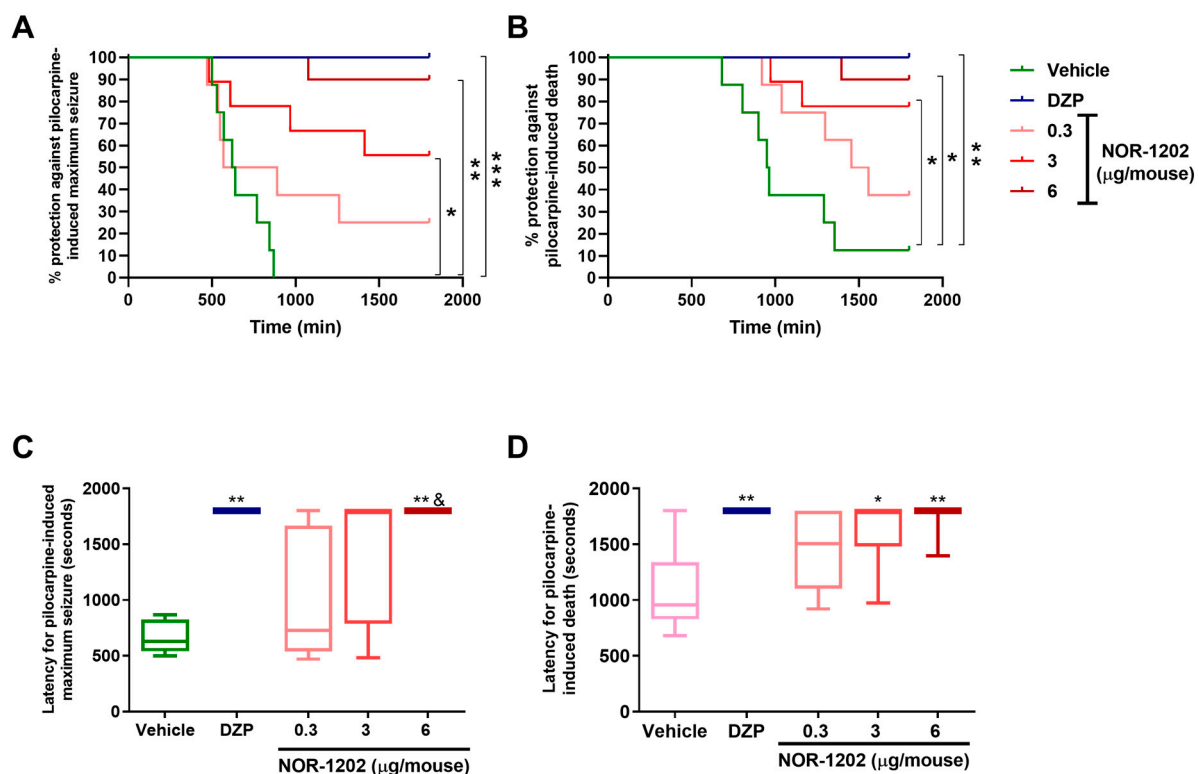 A
% protection against pilocarpine-
induced maximum seizure
100
90
80
70
60
50
40
30
20
10
0
0 500 1000 1500 2000
Time (min)
*
**
***
B
% protection against
pilocarpine-induced death
100
90
80
70
60
50
40
30
20
10
0
0 500 1000 1500 2000
Time (min)
*
*
**
Vehicle
DZP
0.3
3
6
NOR-1202
(μg/mouse)
C
Latency for pilocarpine-induced
maximum seizure (seconds)
2000
1500
1000
500
0
** ** &
Vehicle DZP 0.3 3 6
NOR-1202 (μg/mouse)
D
Latency for pilocarpine-
induced death (seconds)
2000
1500
1000
500
0
** * **
Vehicle DZP 0.3 3 6
NOR-1202 (μg/mouse)